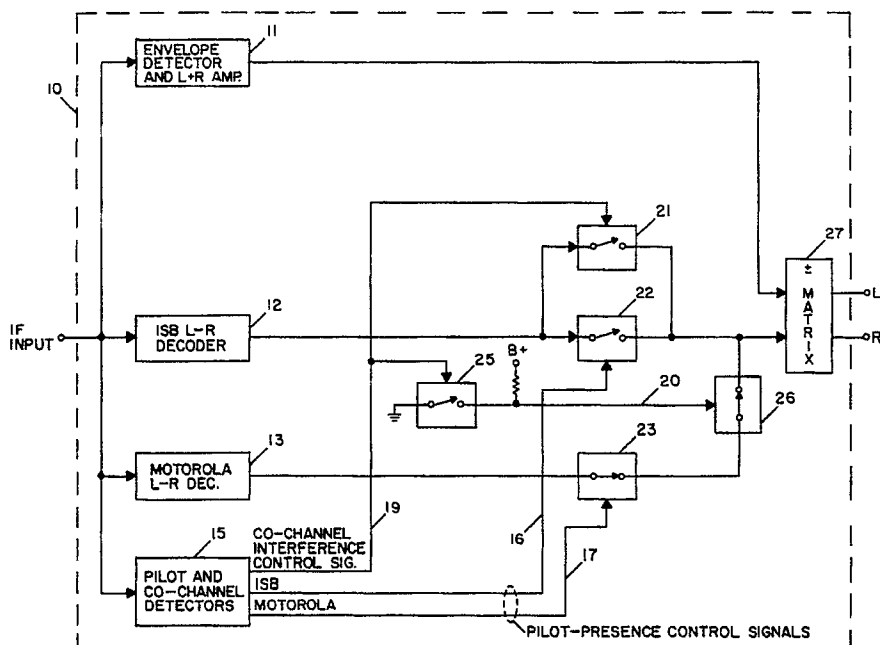 ENVELOPE
DETECTOR
AND L+R AMP.
11
10
21
27
±
MATRIX
L
R
22
12
IF
INPUT
ISB L-R
DECODER
B+
25
20
26
23
13
MOTOROLA
L-R DEC.
19
16
17
15
CO-CHANNEL
INTERFERENCE
CONTROL SIG.
PILOT AND
CO-CHANNEL
DETECTORS
ISB
MOTOROLA
PILOT-PRESENCE CONTROL SIGNALS